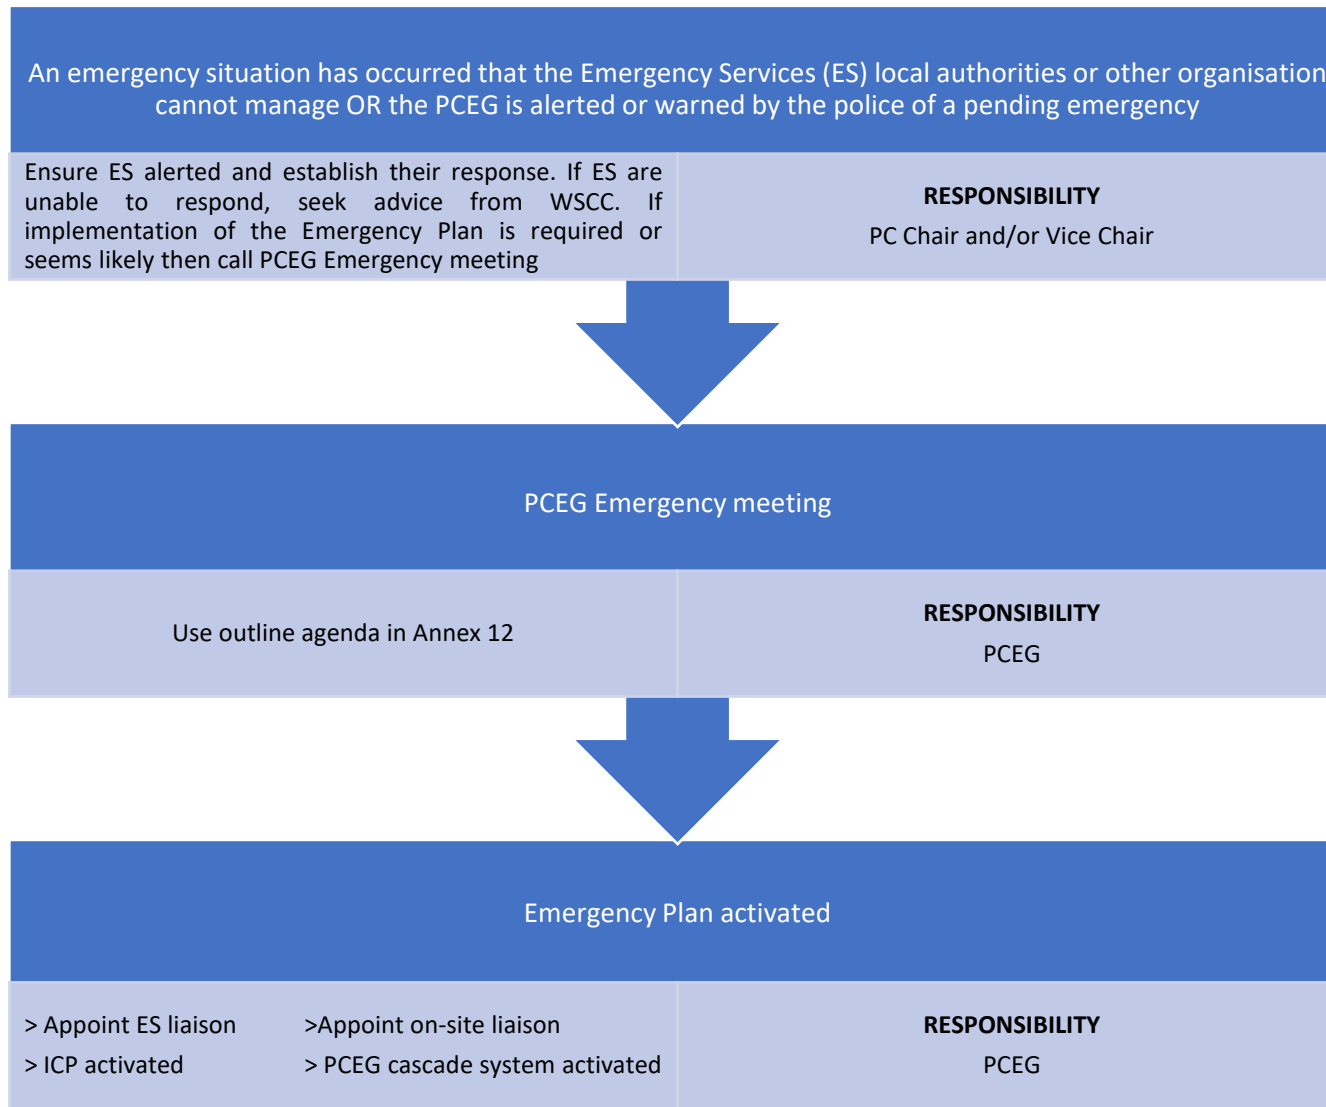 An emergency situation has occurred that the Emergency Services (ES) local authorities or other organisation
cannot manage OR the PCEG is alerted or warned by the police of a pending emergency
Ensure ES alerted and establish their response. If ES are
unable to respond, seek advice from WSCC. If
implementation of the Emergency Plan is required or
seems likely then call PCEG Emergency meeting
RESPONSIBILITY
PC Chair and/or Vice Chair
PCEG Emergency meeting
Use outline agenda in Annex 12
RESPONSIBILITY
PCEG
Emergency Plan activated
> Appoint ES liaison >Appoint on-site liaison
> ICP activated > PCEG cascade system activated
RESPONSIBILITY
PCEG